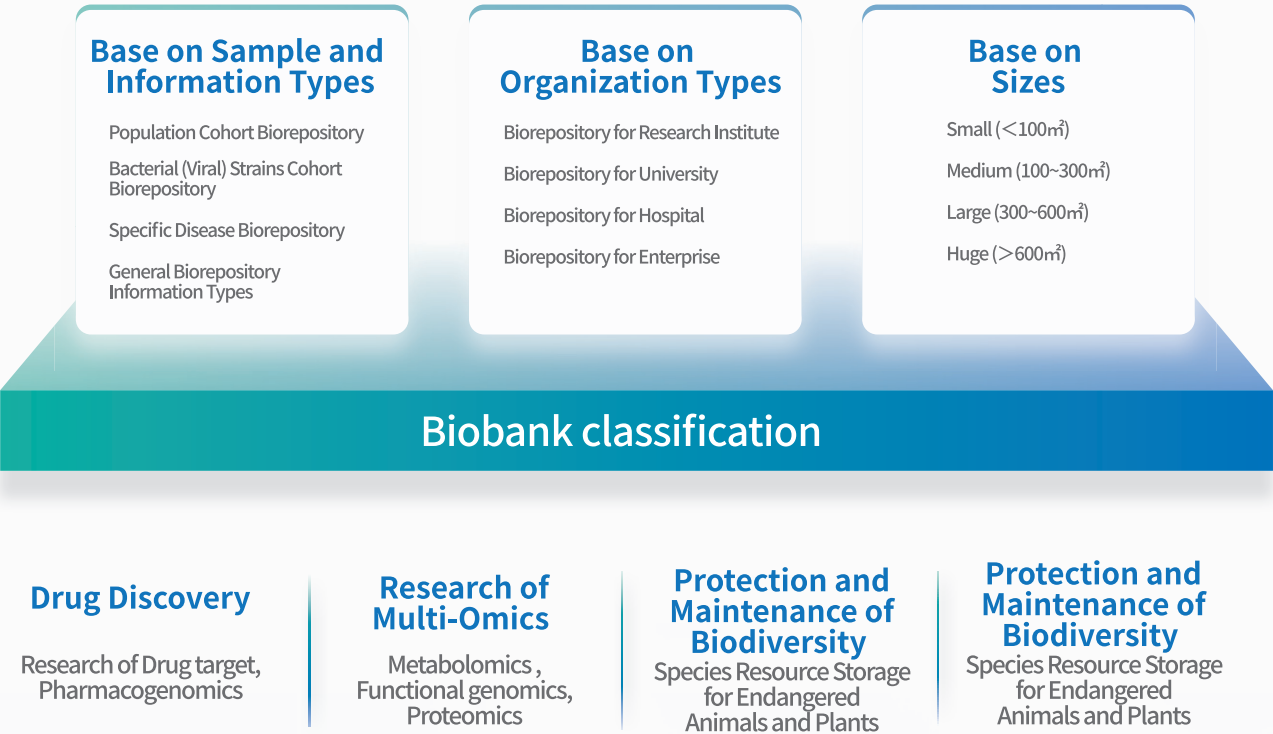 Base on Sample and
Information Types
Population Cohort Biorepository
Bacterial (Viral) Strains Cohort
Biorepository
Specific Disease Biorepository
General Biorepository
Information Types
Base on
Organization Types
Biorepository for Research Institute
Biorepository for University
Biorepository for Hospital
Biorepository for Enterprise
Base on
Sizes
Small (<100㎡)
Medium (100~300㎡)
Large (300~600㎡)
Huge (>600㎡)
Biobank classification
Drug Discovery
Research of Drug target,
Pharmacogenomics
Research of
Multi-Omics
Metabolomics ,
Functional genomics,
Proteomics
Protection and
Maintenance of
Biodiversity
Species Resource Storage
for Endangered
Animals and Plants
Protection and
Maintenance of
Biodiversity
Species Resource Storage
for Endangered
Animals and Plants